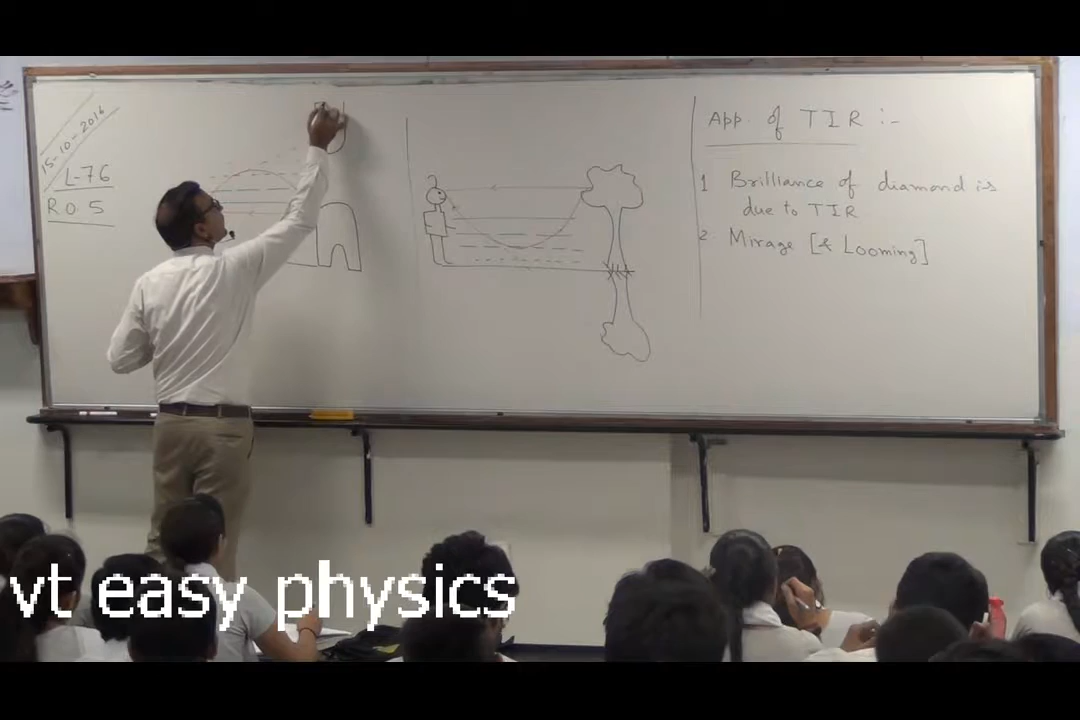 15-10-2016
L-76
R.O.5
App. of TIR :-
1 Brilliance of diamond is
due to TIR
2. Mirage [& Looming]
vt easy physics